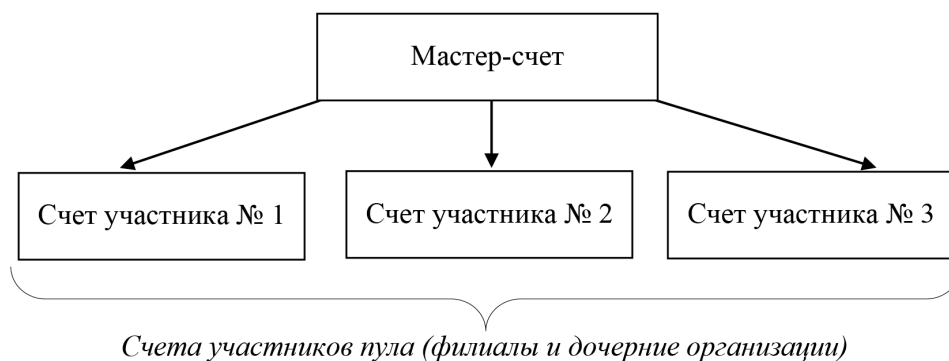 Мастер-счет
Счет участника № 1
Счет участника № 2
Счет участника № 3
Счета участников пула (филиалы и дочерние организации)